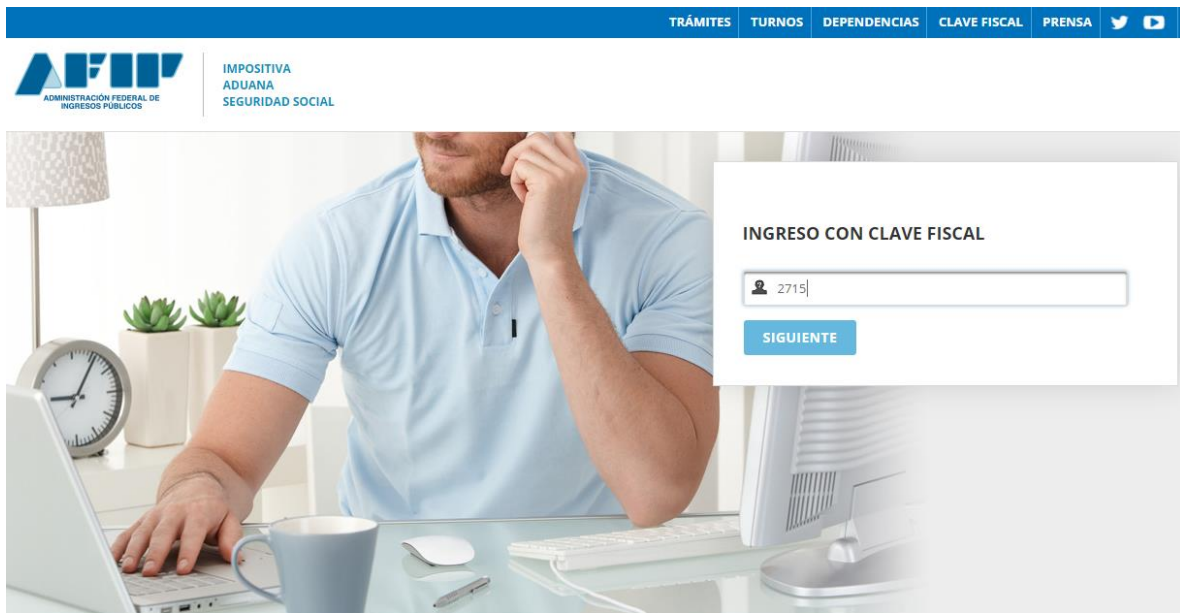 TRÁMITES TURNOS DEPENDENCIAS CLAVE FISCAL PRENSA
AFIP
ADMINISTRACIÓN FEDERAL DE
INGRESOS PÚBLICOS
IMPOSITIVA
ADUANA
SEGURIDAD SOCIAL
INGRESO CON CLAVE FISCAL
2715
SIGUIENTE